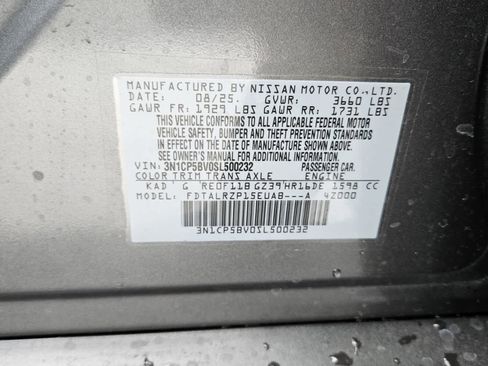 MANUFACTURED BY NISSAN MOTOR CO.,LTD.
DATE: 08/25. GVWR: 3660 LBS
GAWR FR: 1929 LBS GAWR RR: 1731 LBS
THIS VEHICLE CONFORMS TO ALL APPLICABLE FEDERAL MOTOR
VEHICLE SAFETY, BUMPER AND THEFT PREVENTION STANDARDS
IN EFFECT ON THE DATE OF MANUFACTURE SHOWN ABOVE.
SEE OWNER'S MANUAL FOR ADDITIONAL INFORMATION.
VIN: 3N1CP5BV0SL500232 PASSENGER CAR.
COLOR TRIM TRANS AXLE ENGINE
KAD G RE0F11B GZ39 HR16DE 1598 CC
MODEL: FDTALRZP15EUAB---A 4Z000
3N1CP5BV0SL500232